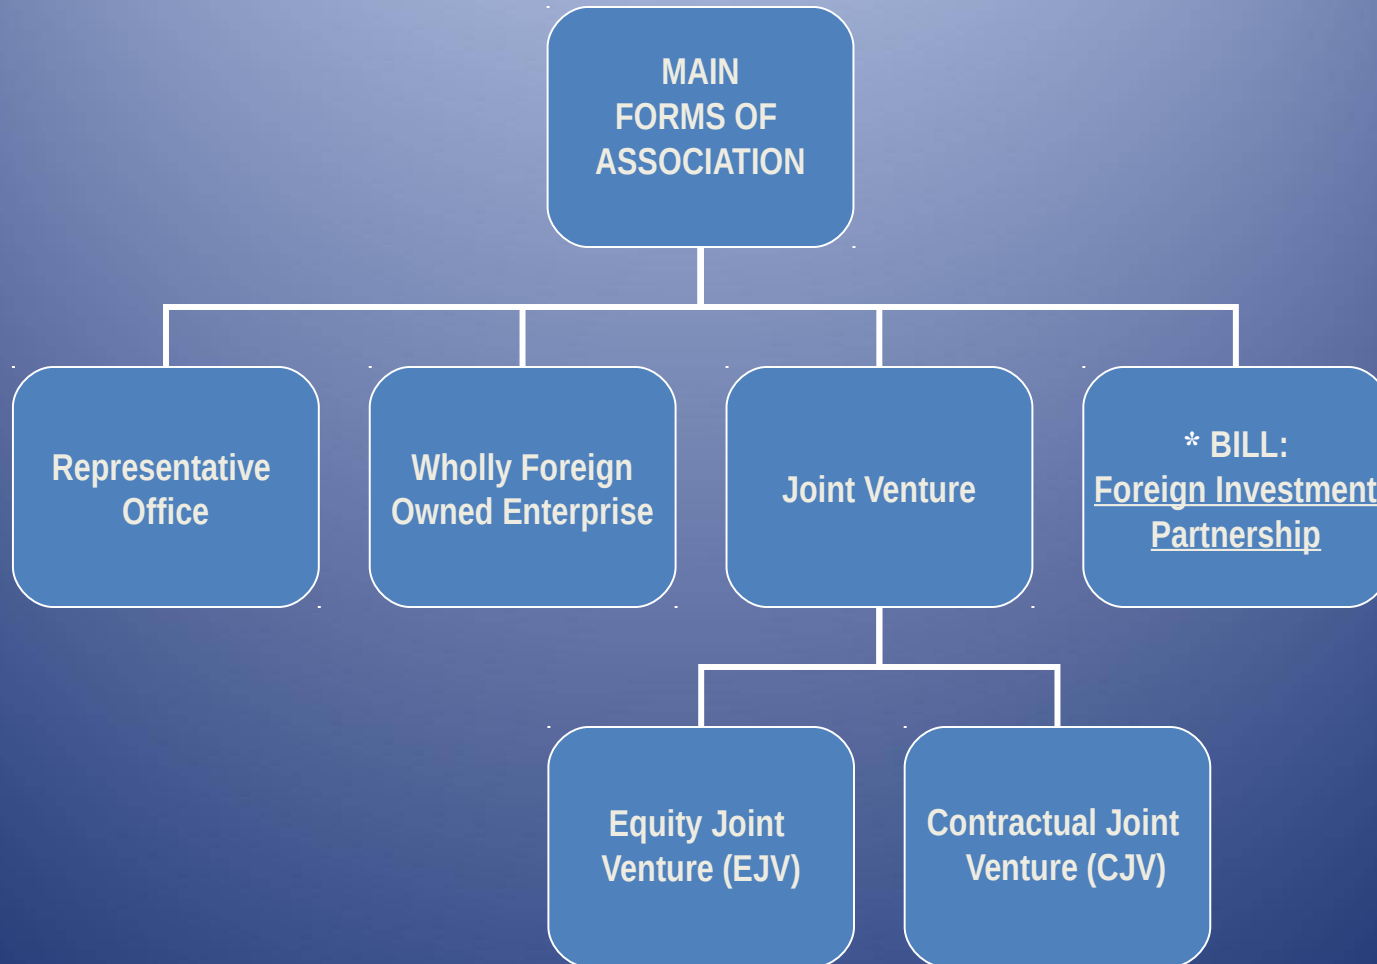 MAIN
FORMS OF
ASSOCIATION
Representative
Office
Wholly Foreign
Owned Enterprise
Joint Venture
* BILL:
Foreign Investment
Partnership
Equity Joint
Venture (EJV)
Contractual Joint
Venture (CJV)